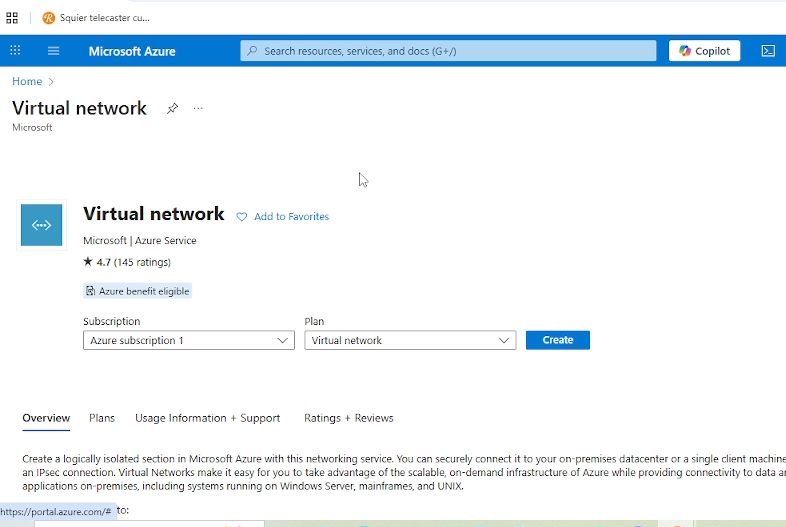 Squier telecaster cu...
Microsoft Azure
Search resources, services, and docs (G+/)
Copilot
Home
Virtual network
...
Microsoft
Virtual network
Add to Favorites
Microsoft | Azure Service
★ 4.7 (145 ratings)
Azure benefit eligible
Subscription
Plan
Azure subscription 1
Virtual network
Create
Overview
Plans
Usage Information + Support
Ratings + Reviews
Create a logically isolated section in Microsoft Azure with this networking service. You can securely connect it to your on-premises datacenter or a single client machine
an IPsec connection. Virtual Networks make it easy for you to take advantage of the scalable, on-demand infrastructure of Azure while providing connectivity to data
applications on-premises, including systems running on Windows Server, mainframes, and UNIX.
https://portal.azure.com/#
to: